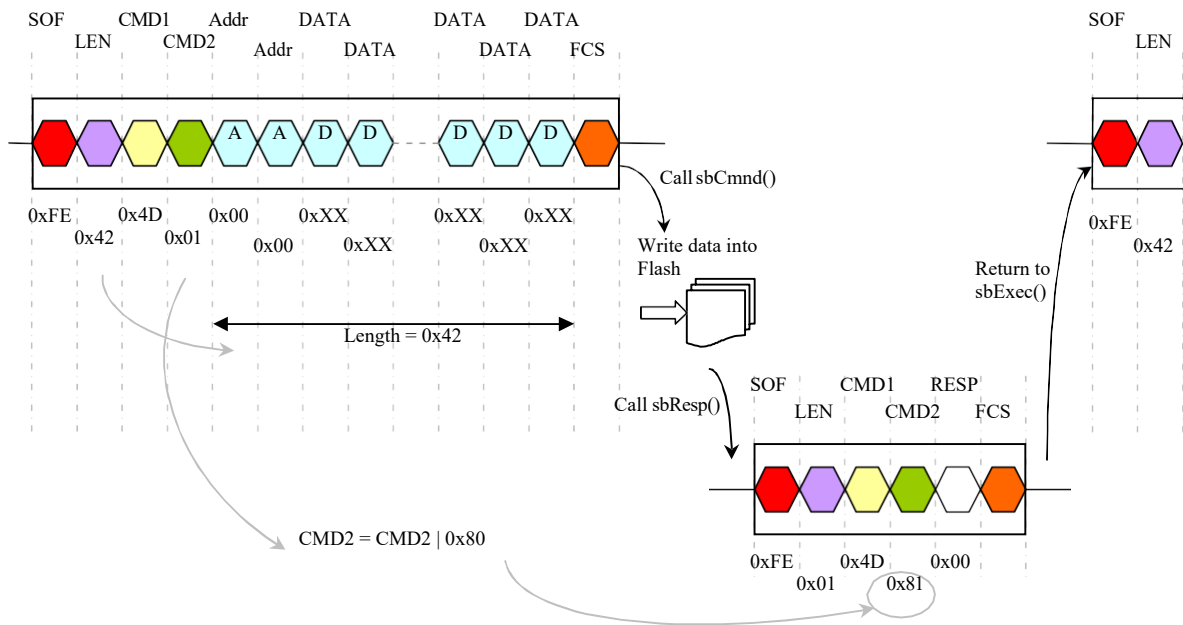 SOF CMD1 Addr DATA DATA DATA SOF
LEN CMD2 Addr DATA DATA FCS LEN
A A D D D D D
Call sbCmnd()
0xFE 0x4D 0x00 0xXX 0xXX 0xXX 0xFE
0x42 0x01 0x00 0xXX 0xXX 0x42
Write data into
Flash
Return to
sbExec()
Length = 0x42
SOF CMD1 RESP
Call sbResp()
LEN CMD2 FCS
CMD2 = CMD2 | 0x80
0xFE 0x4D 0x00
0x01 0x81